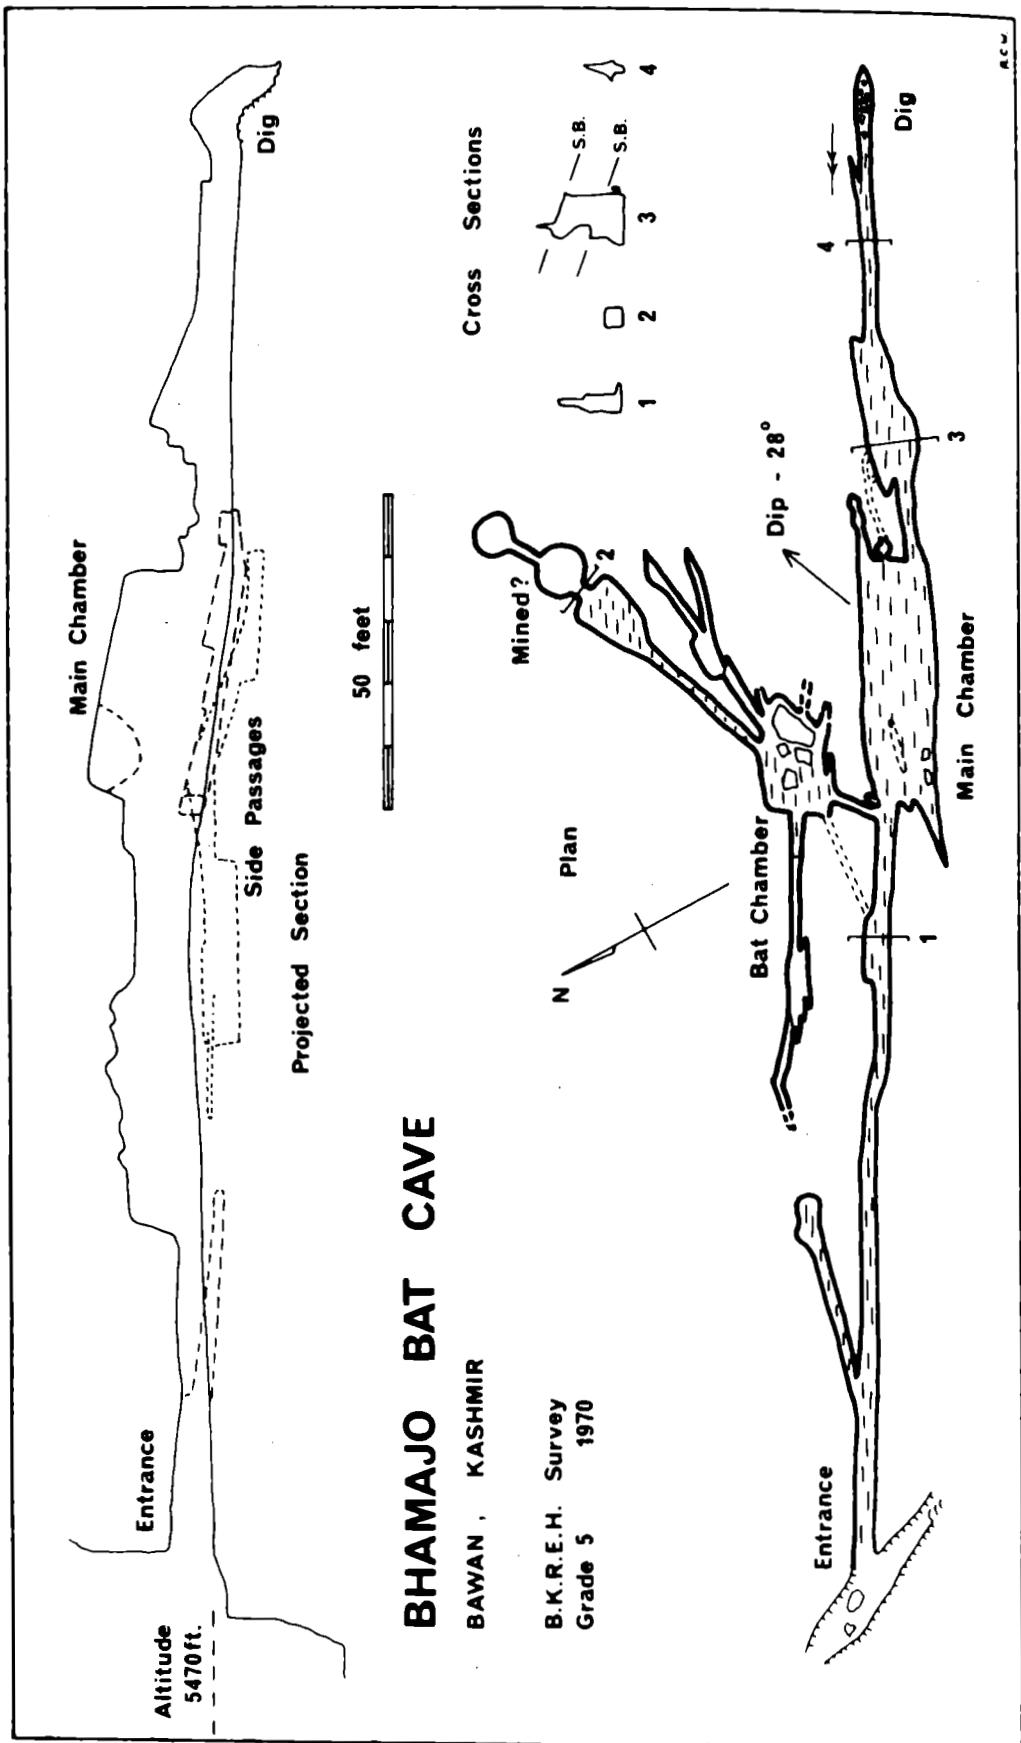 Main Chamber
Entrance
Altitude
5470ft.
Dig
Side Passages
Projected Section
50 feet
BHAMAJO BAT CAVE
BAWAN , KASHMIR
B.K.R.E.H. Survey
Grade 5 1970
Cross Sections
S.B.
S.B.
1
2
3
4
Plan
N
Mined?
2
Dip - 28°
Bat Chamber
Main Chamber
Entrance
1
3
4
Dig
R.C.W.